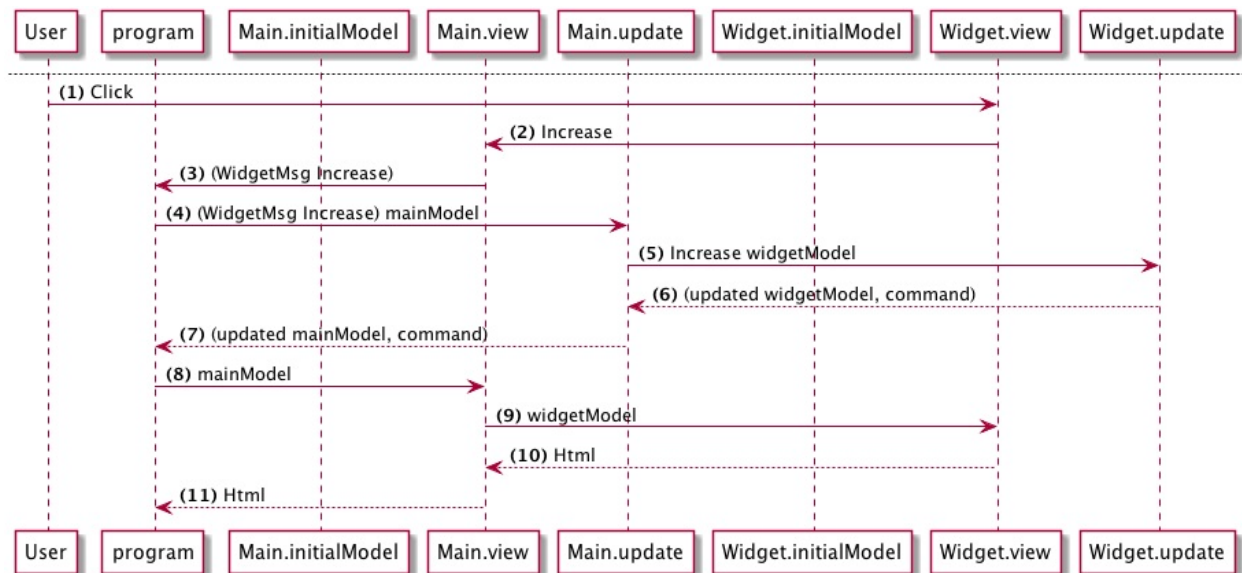 User program Main.initialModel Main.view Main.update Widget.initialModel Widget.view Widget.update
(1) Click
(2) Increase
(3) (WidgetMsg Increase)
(4) (WidgetMsg Increase) mainModel
(5) Increase widgetModel
(6) (updated widgetModel, command)
(7) (updated mainModel, command)
(8) mainModel
(9) widgetModel
(10) Html
(11) Html
User program Main.initialModel Main.view Main.update Widget.initialModel Widget.view Widget.update